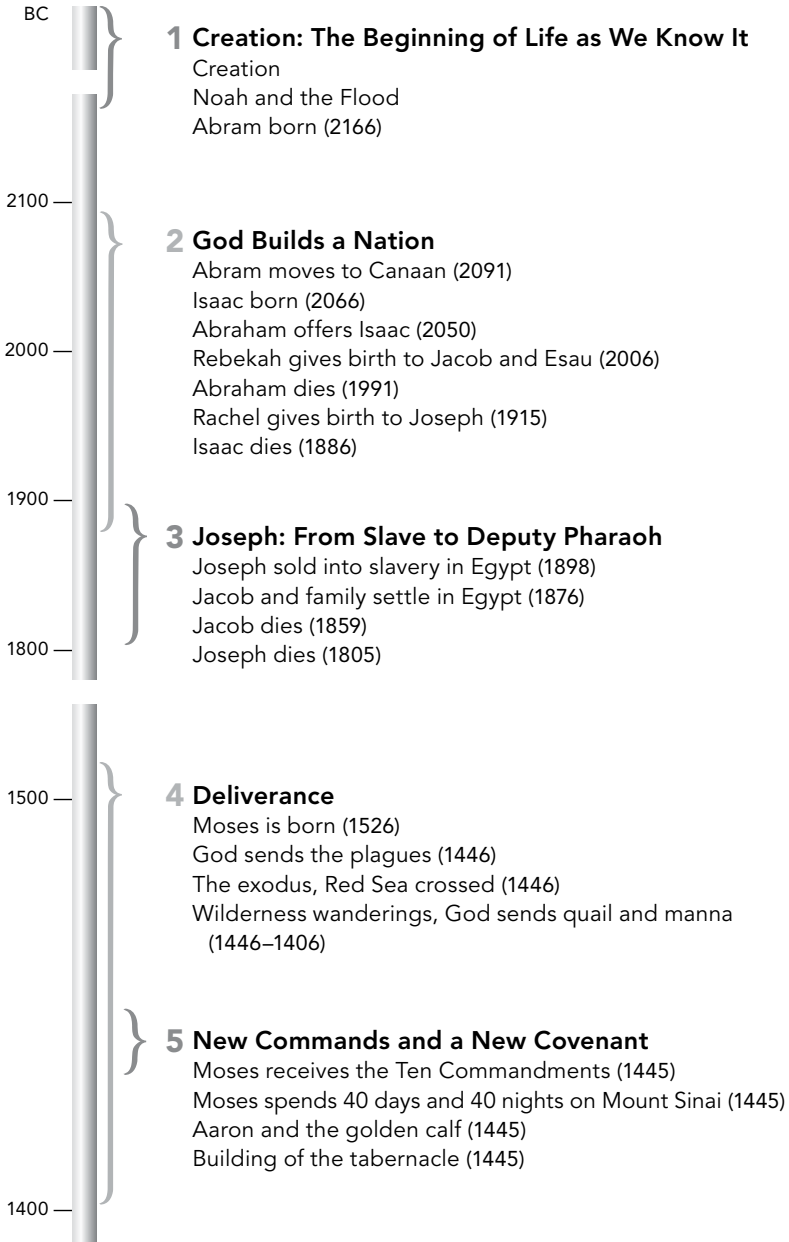 BC
1 Creation: The Beginning of Life as We Know It
Creation
Noah and the Flood
Abram born (2166)
2100
2 God Builds a Nation
Abram moves to Canaan (2091)
Isaac born (2066)
Abraham offers Isaac (2050)
2000
Rebekah gives birth to Jacob and Esau (2006)
Abraham dies (1991)
Rachel gives birth to Joseph (1915)
Isaac dies (1886)
1900
3 Joseph: From Slave to Deputy Pharaoh
Joseph sold into slavery in Egypt (1898)
Jacob and family settle in Egypt (1876)
Jacob dies (1859)
1800
Joseph dies (1805)
1500
4 Deliverance
Moses is born (1526)
God sends the plagues (1446)
The exodus, Red Sea crossed (1446)
Wilderness wanderings, God sends quail and manna
(1446–1406)
5 New Commands and a New Covenant
Moses receives the Ten Commandments (1445)
Moses spends 40 days and 40 nights on Mount Sinai (1445)
Aaron and the golden calf (1445)
Building of the tabernacle (1445)
1400